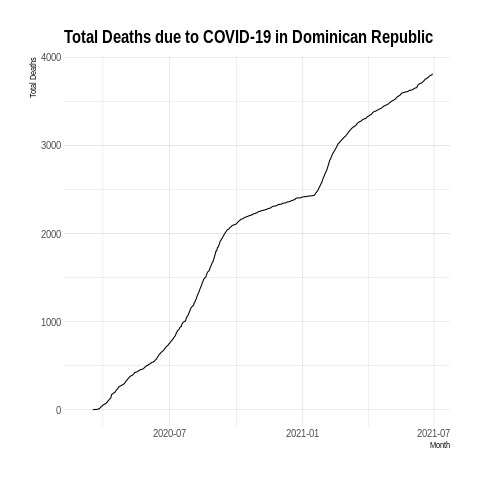 Total Deaths due to COVID-19 in Dominican Republic
Total Deaths
4000
3000
2000
1000
0
2020-07
2021-01
2021-07
Month